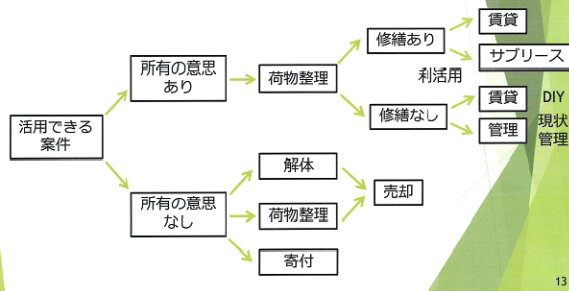 活用できる
案件
所有の意思
あり
荷物整理
修繕あり
賃貸
サブリース
利活用
修繕なし
賃貸 DIY
管理 現状
管理
所有の意思
なし
解体
荷物整理
寄付
売却
13